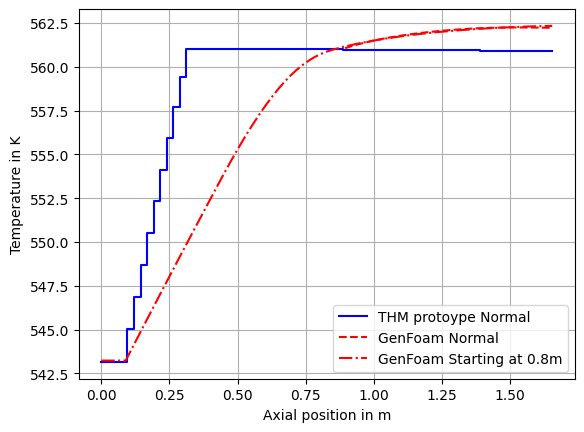 562.5
560.0
557.5
555.0
552.5
550.0
547.5
545.0
542.5
Temperature in K
THM protoype Normal
GenFoam Normal
GenFoam Starting at 0.8m
0.00 0.25 0.50 0.75 1.00 1.25 1.50
Axial position in m